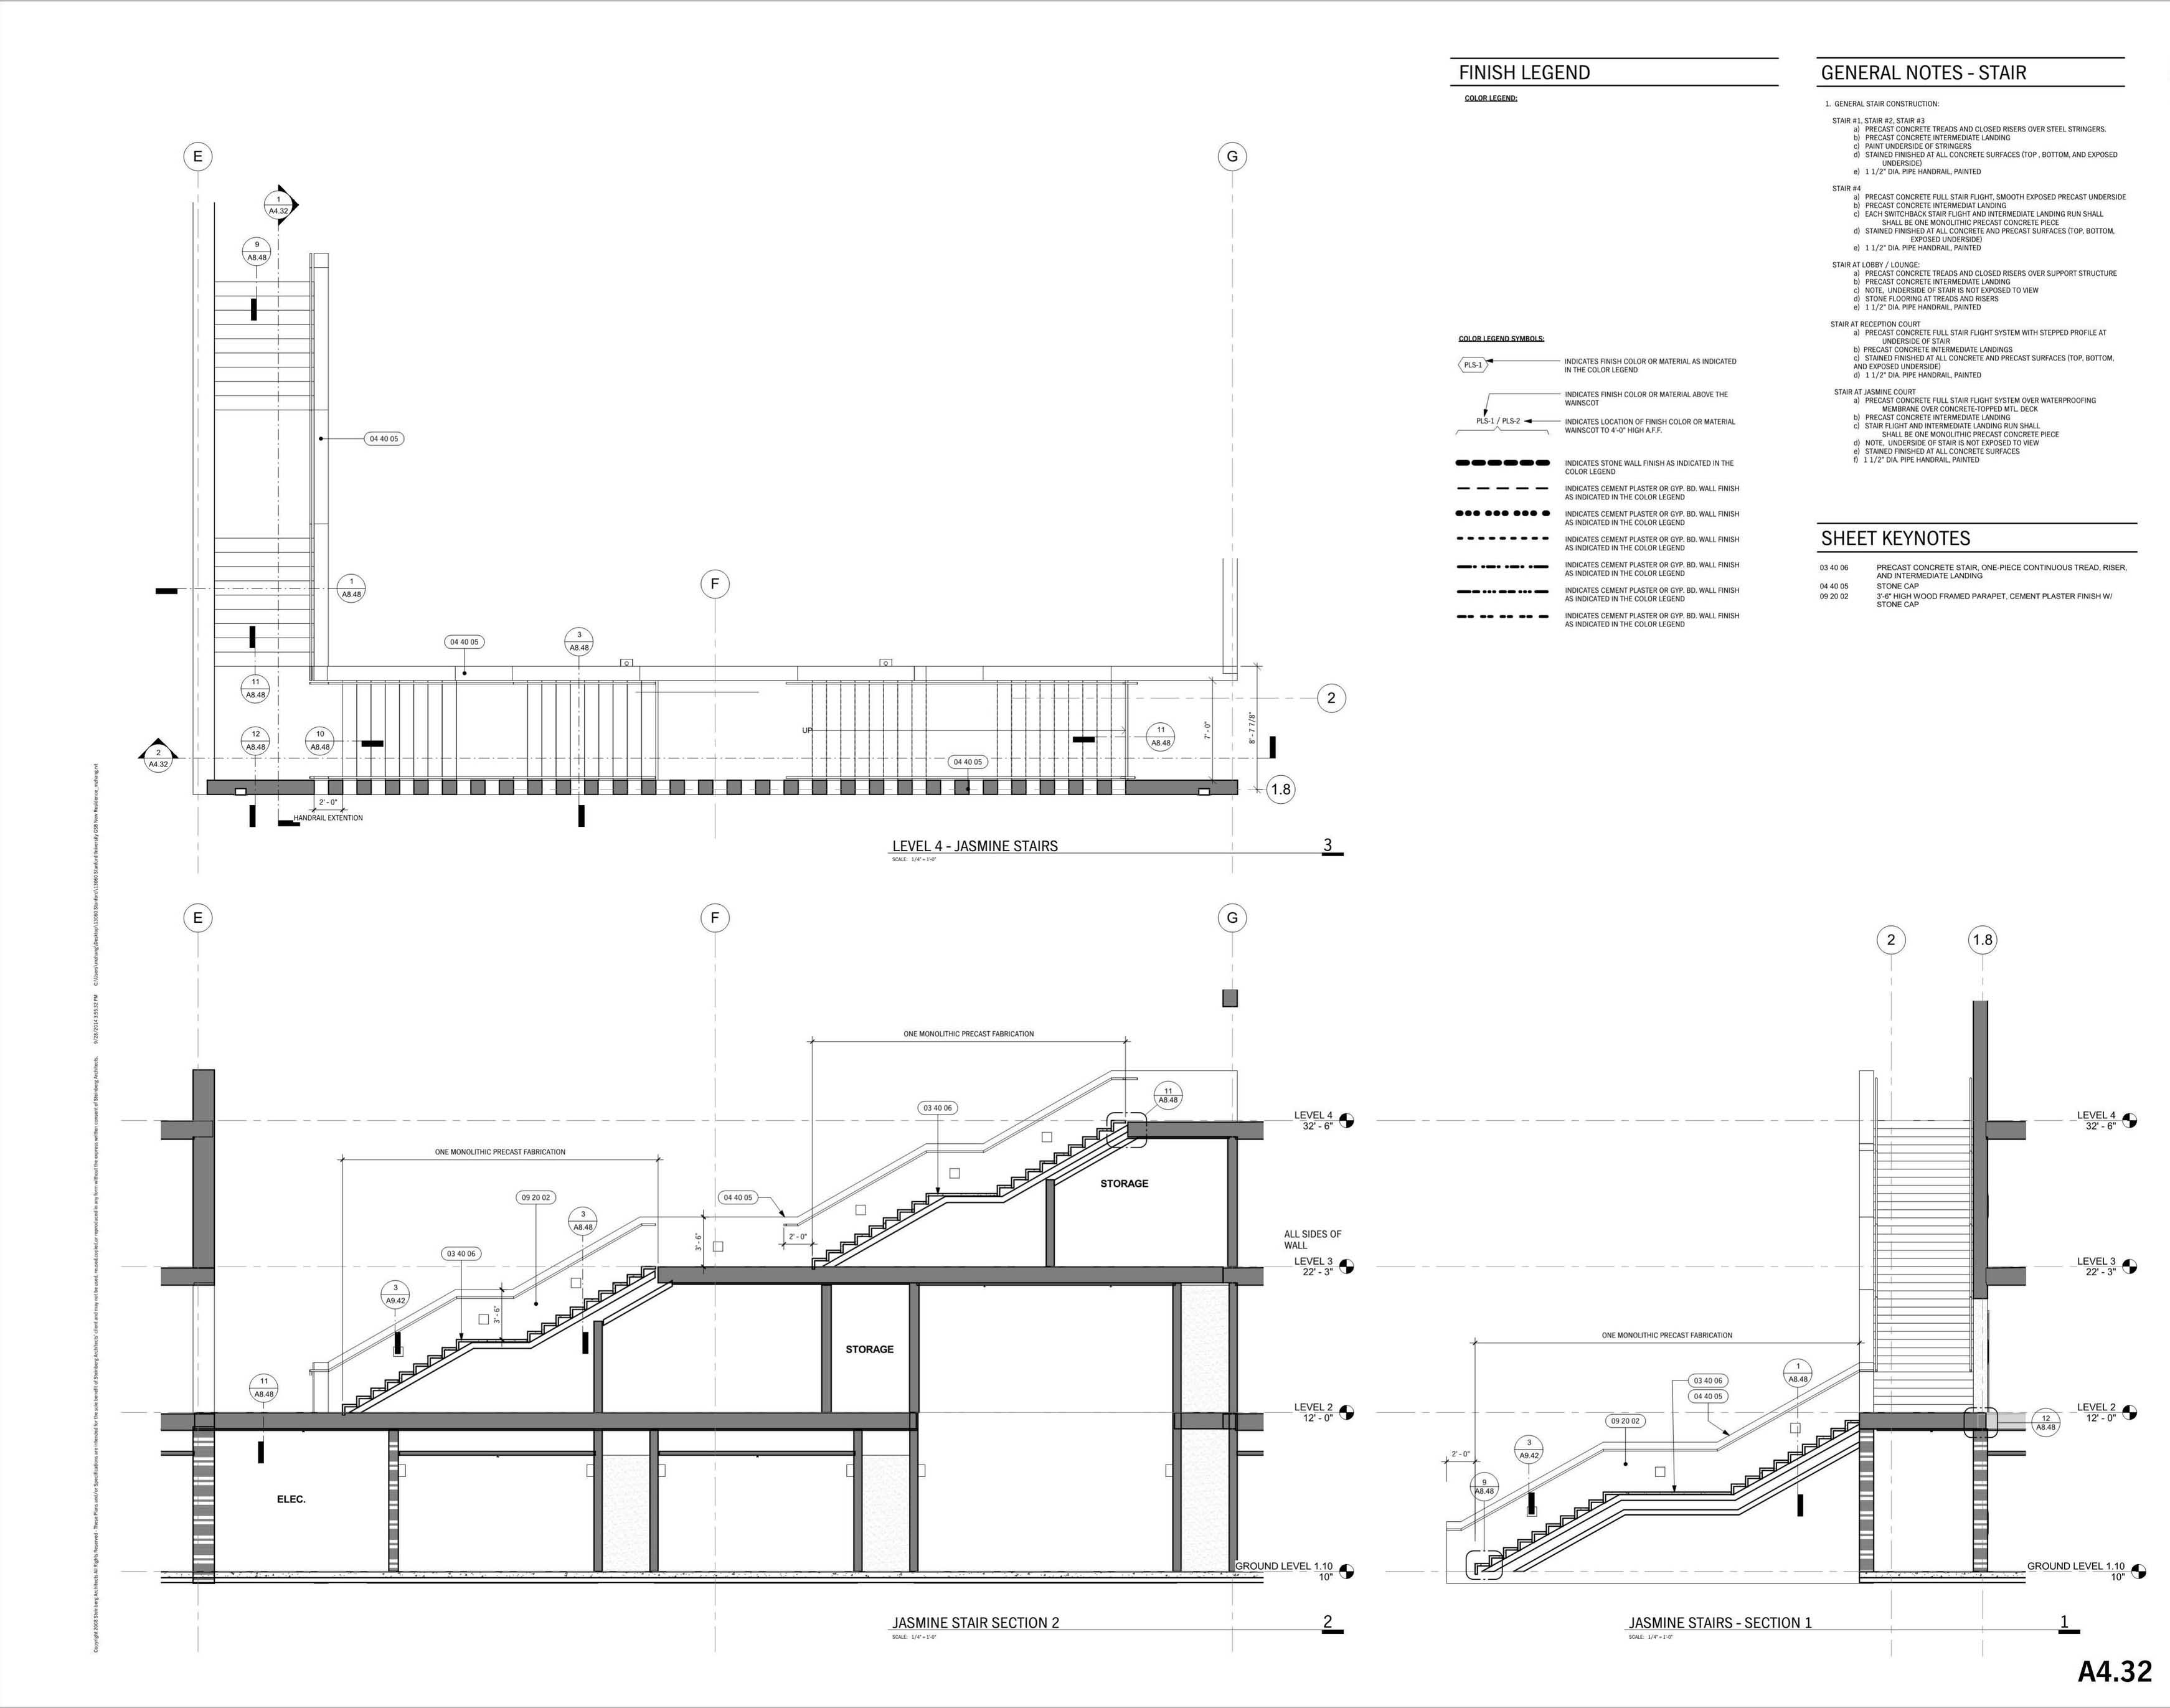 FINISH LEGEND
COLOR LEGEND:
COLOR LEGEND SYMBOLS:
PLS-1
INDICATES FINISH COLOR OR MATERIAL AS INDICATED
IN THE COLOR LEGEND
INDICATES FINISH COLOR OR MATERIAL ABOVE THE
WAINSCOT
PLS-1 / PLS-2
INDICATES LOCATION OF FINISH COLOR OR MATERIAL
WAINSCOT TO 4'-0" HIGH A.F.F.
INDICATES STONE WALL FINISH AS INDICATED IN THE
COLOR LEGEND
INDICATES CEMENT PLASTER OR GYP. BD. WALL FINISH
AS INDICATED IN THE COLOR LEGEND
INDICATES CEMENT PLASTER OR GYP. BD. WALL FINISH
AS INDICATED IN THE COLOR LEGEND
INDICATES CEMENT PLASTER OR GYP. BD. WALL FINISH
AS INDICATED IN THE COLOR LEGEND
INDICATES CEMENT PLASTER OR GYP. BD. WALL FINISH
AS INDICATED IN THE COLOR LEGEND
INDICATES CEMENT PLASTER OR GYP. BD. WALL FINISH
AS INDICATED IN THE COLOR LEGEND
INDICATES CEMENT PLASTER OR GYP. BD. WALL FINISH
AS INDICATED IN THE COLOR LEGEND
GENERAL NOTES - STAIR
1. GENERAL STAIR CONSTRUCTION:
STAIR #1, STAIR #2, STAIR #3
a) PRECAST CONCRETE TREADS AND CLOSED RISERS OVER STEEL STRINGERS.
b) PRECAST CONCRETE INTERMEDIATE LANDING
c) PAINT UNDERSIDE OF STRINGERS
d) STAINED FINISHED AT ALL CONCRETE SURFACES (TOP , BOTTOM, AND EXPOSED
UNDERSIDE)
e) 1 1/2" DIA. PIPE HANDRAIL, PAINTED
STAIR #4
a) PRECAST CONCRETE FULL STAIR FLIGHT, SMOOTH EXPOSED PRECAST UNDERSIDE
b) PRECAST CONCRETE INTERMEDIAT LANDING
c) EACH SWITCHBACK STAIR FLIGHT AND INTERMEDIATE LANDING RUN SHALL
SHALL BE ONE MONOLITHIC PRECAST CONCRETE PIECE
d) STAINED FINISHED AT ALL CONCRETE AND PRECAST SURFACES (TOP, BOTTOM,
EXPOSED UNDERSIDE)
e) 1 1/2" DIA. PIPE HANDRAIL, PAINTED
STAIR AT LOBBY / LOUNGE:
a) PRECAST CONCRETE TREADS AND CLOSED RISERS OVER SUPPORT STRUCTURE
b) PRECAST CONCRETE INTERMEDIATE LANDING
c) NOTE, UNDERSIDE OF STAIR IS NOT EXPOSED TO VIEW
d) STONE FLOORING AT TREADS AND RISERS
e) 1 1/2" DIA. PIPE HANDRAIL, PAINTED
STAIR AT RECEPTION COURT
a) PRECAST CONCRETE FULL STAIR FLIGHT SYSTEM WITH STEPPED PROFILE AT
UNDERSIDE OF STAIR
b) PRECAST CONCRETE INTERMEDIATE LANDINGS
c) STAINED FINISHED AT ALL CONCRETE AND PRECAST SURFACES (TOP, BOTTOM,
AND EXPOSED UNDERSIDE)
d) 1 1/2" DIA. PIPE HANDRAIL, PAINTED
STAIR AT JASMINE COURT
a) PRECAST CONCRETE FULL STAIR FLIGHT SYSTEM OVER WATERPROOFING
MEMBRANE OVER CONCRETE-TOPPED MTL. DECK
b) PRECAST CONCRETE INTERMEDIATE LANDING
c) STAIR FLIGHT AND INTERMEDIATE LANDING RUN SHALL
SHALL BE ONE MONOLITHIC PRECAST CONCRETE PIECE
d) NOTE, UNDERSIDE OF STAIR IS NOT EXPOSED TO VIEW
e) STAINED FINISHED AT ALL CONCRETE SURFACES
f) 1 1/2" DIA. PIPE HANDRAIL, PAINTED
SHEET KEYNOTES
03 40 06 PRECAST CONCRETE STAIR, ONE-PIECE CONTINUOUS TREAD, RISER,
AND INTERMEDIATE LANDING
04 40 05 STONE CAP
09 20 02 3'-6" HIGH WOOD FRAMED PARAPET, CEMENT PLASTER FINISH W/
STONE CAP
E
G
1
A4.32
9
A8.48
04 40 05
1
A8.48
F
04 40 05
3
A8.48
11
A8.48
2
12
A8.48
10
A8.48
UP
11
A8.48
7' - 0"
8' - 7 7/8"
2
A4.32
04 40 05
1.8
2' - 0"
HANDRAIL EXTENTION
LEVEL 4 - JASMINE STAIRS
3
SCALE: 1/4" = 1'-0"
E
F
G
ONE MONOLITHIC PRECAST FABRICATION
11
A8.48
03 40 06
LEVEL 4
32' - 6"
ONE MONOLITHIC PRECAST FABRICATION
STORAGE
09 20 02
04 40 05
3
A8.48
3' - 6"
2' - 0"
ALL SIDES OF
WALL
03 40 06
LEVEL 3
22' - 3"
3
A9.42
3' - 6"
STORAGE
11
A8.48
LEVEL 2
12' - 0"
ELEC.
GROUND LEVEL 1.10
10"
JASMINE STAIR SECTION 2
2
SCALE: 1/4" = 1'-0"
2
1.8
LEVEL 4
32' - 6"
LEVEL 3
22' - 3"
ONE MONOLITHIC PRECAST FABRICATION
1
A8.48
03 40 06
04 40 05
LEVEL 2
12' - 0"
09 20 02
12
A8.48
3
A9.42
2' - 0"
9
A8.48
GROUND LEVEL 1.10
10"
JASMINE STAIRS - SECTION 1
1
SCALE: 1/4" = 1'-0"
A4.32